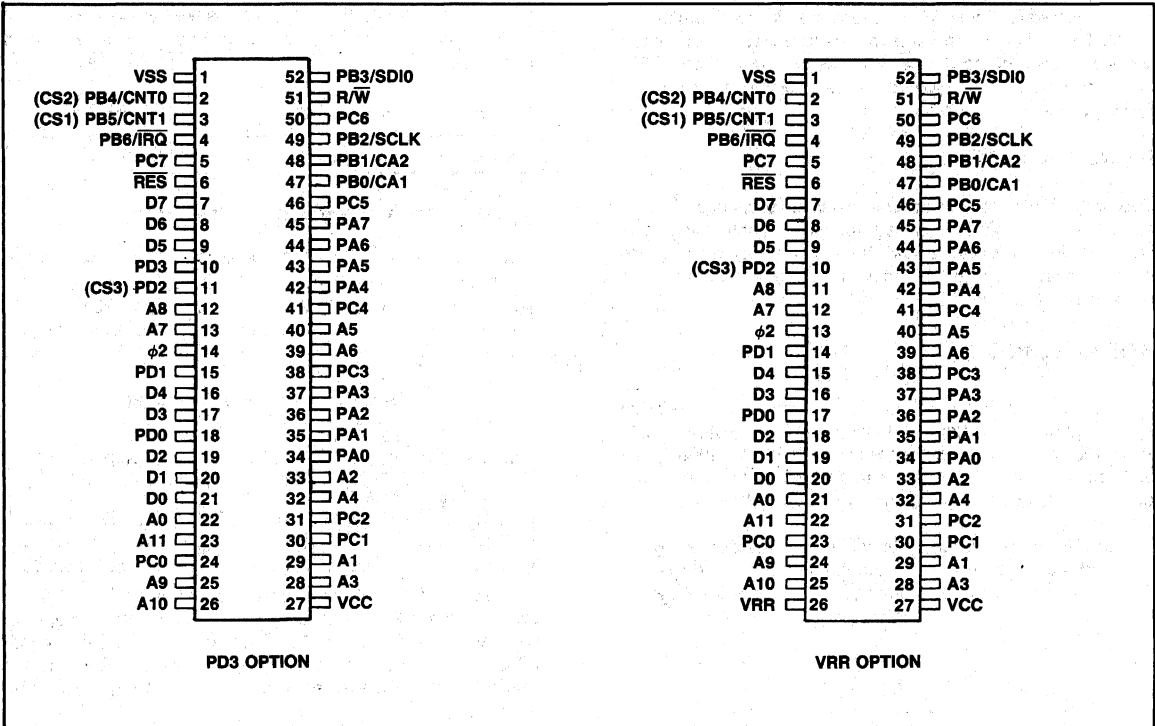 VSS 1 52 PB3/SDI0
(CS2) PB4/CNT0 2 51 R/W̅
(CS1) PB5/CNT1 3 50 PC6
PB6/I̅R̅Q̅ 4 49 PB2/SCLK
PC7 5 48 PB1/CA2
R̅E̅S̅ 6 47 PB0/CA1
D7 7 46 PC5
D6 8 45 PA7
D5 9 44 PA6
PD3 10 43 PA5
(CS3) PD2 11 42 PA4
A8 12 41 PC4
A7 13 40 A5
ϕ2 14 39 A6
PD1 15 38 PC3
D4 16 37 PA3
D3 17 36 PA2
PD0 18 35 PA1
D2 19 34 PA0
D1 20 33 A2
D0 21 32 A4
A0 22 31 PC2
A11 23 30 PC1
PC0 24 29 A1
A9 25 28 A3
A10 26 27 VCC
PD3 OPTION
VSS 1 52 PB3/SDI0
(CS2) PB4/CNT0 2 51 R/W̅
(CS1) PB5/CNT1 3 50 PC6
PB6/I̅R̅Q̅ 4 49 PB2/SCLK
PC7 5 48 PB1/CA2
R̅E̅S̅ 6 47 PB0/CA1
D7 7 46 PC5
D6 8 45 PA7
D5 9 44 PA6
(CS3) PD2 10 43 PA5
A8 11 42 PA4
A7 12 41 PC4
ϕ2 13 40 A5
PD1 14 39 A6
D4 15 38 PC3
D3 16 37 PA3
PD0 17 36 PA2
D2 18 35 PA1
D1 19 34 PA0
D0 20 33 A2
A0 21 32 A4
A11 22 31 PC2
PC0 23 30 PC1
A9 24 29 A1
A10 25 28 A3
VRR 26 27 VCC
VRR OPTION